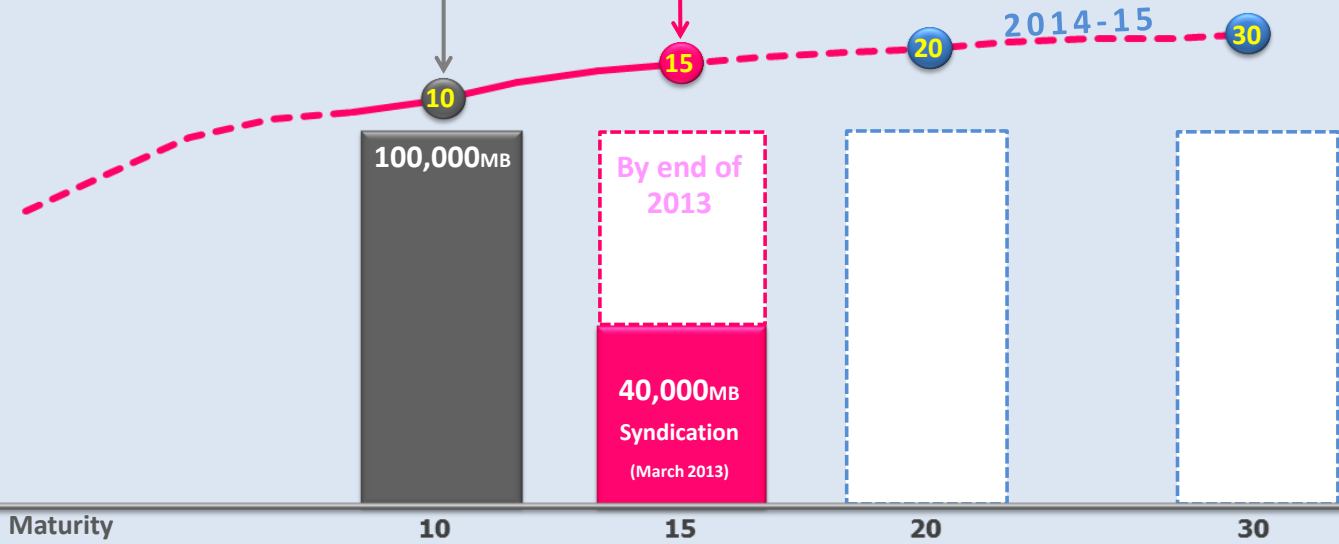 2014-15
10
15
20
30
100,000MB
By end of
2013
40,000MB
Syndication
(March 2013)
Maturity
10
15
20
30